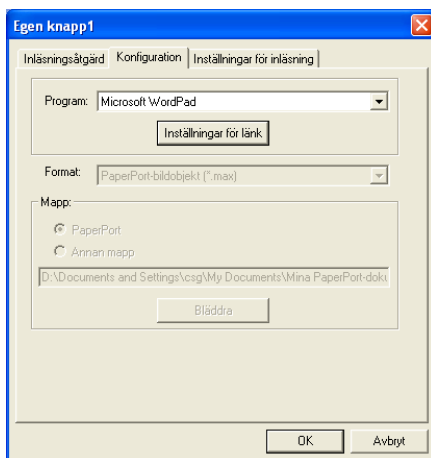 Egen knapp1
Inläsningsåtgärd Konfiguration Inställningar för inläsning
Program: Microsoft WordPad
Inställningar för länk
Format: PaperPort-bildobjekt (*.max)
Mapp:
PaperPort
Annan mapp
D:\Documents and Settings\csg\My Documents\Mina PaperPort-doku
Bläddra
OK Avbryt